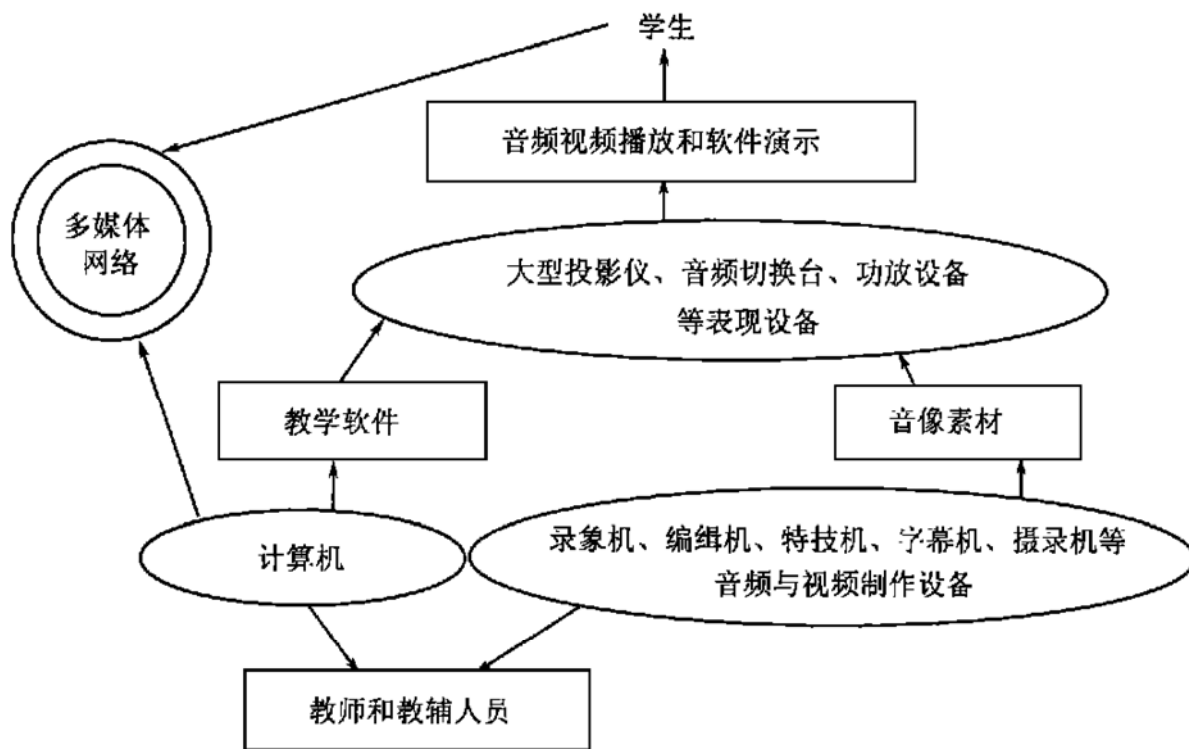 学生
音频视频播放和软件演示
多媒体
网络
大型投影仪、音频切换台、功放设备
等表现设备
教学软件
音像素材
计算机
录象机、编缉机、特技机、字幕机、摄录机等
音频与视频制作设备
教师和教辅人员